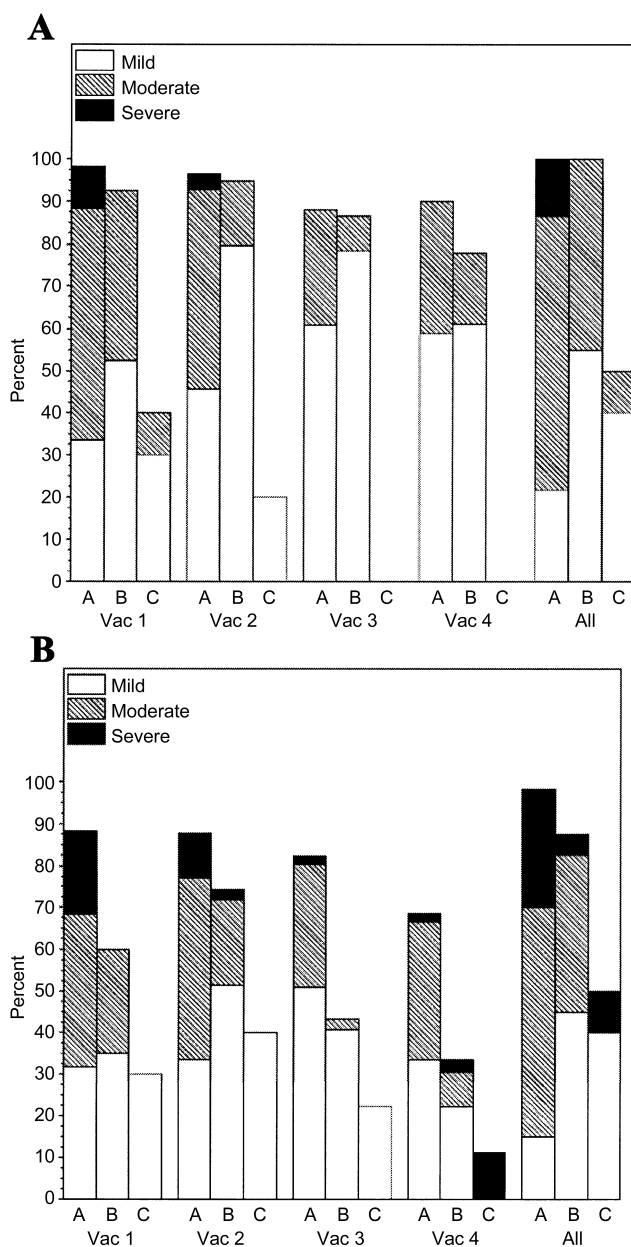 A
Mild
Moderate
Severe
100
90
80
70
60
50
40
30
20
10
0
Percent
A B C A B C A B C A B C A B C
Vac 1 Vac 2 Vac 3 Vac 4 All
B
Mild
Moderate
Severe
100
90
80
70
60
50
40
30
20
10
0
Percent
A B C A B C A B C A B C A B C
Vac 1 Vac 2 Vac 3 Vac 4 All